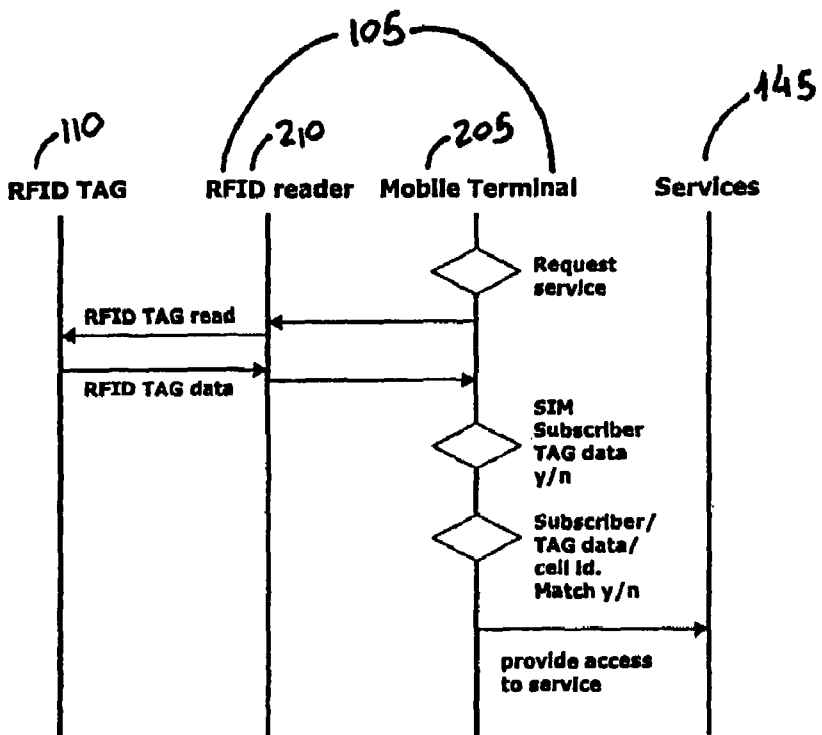 105
110
210
205
145
RFID TAG
RFID reader
Mobile Terminal
Services
Request
service
RFID TAG read
RFID TAG data
SIM
Subscriber
TAG data
y/n
Subscriber/
TAG data/
cell id.
Match y/n
provide access
to service